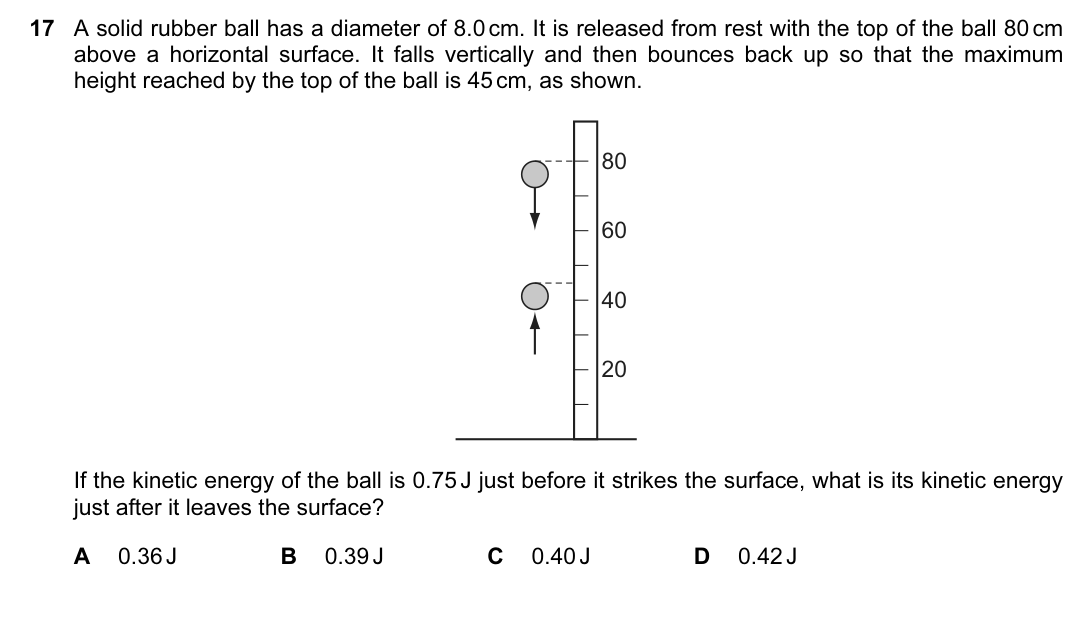 17 A solid rubber ball has a diameter of 8.0 cm. It is released from rest with the top of the ball 80 cm
above a horizontal surface. It falls vertically and then bounces back up so that the maximum
height reached by the top of the ball is 45 cm, as shown.
80
60
40
20
If the kinetic energy of the ball is 0.75 J just before it strikes the surface, what is its kinetic energy
just after it leaves the surface?
A 0.36 J B 0.39 J C 0.40 J D 0.42 J